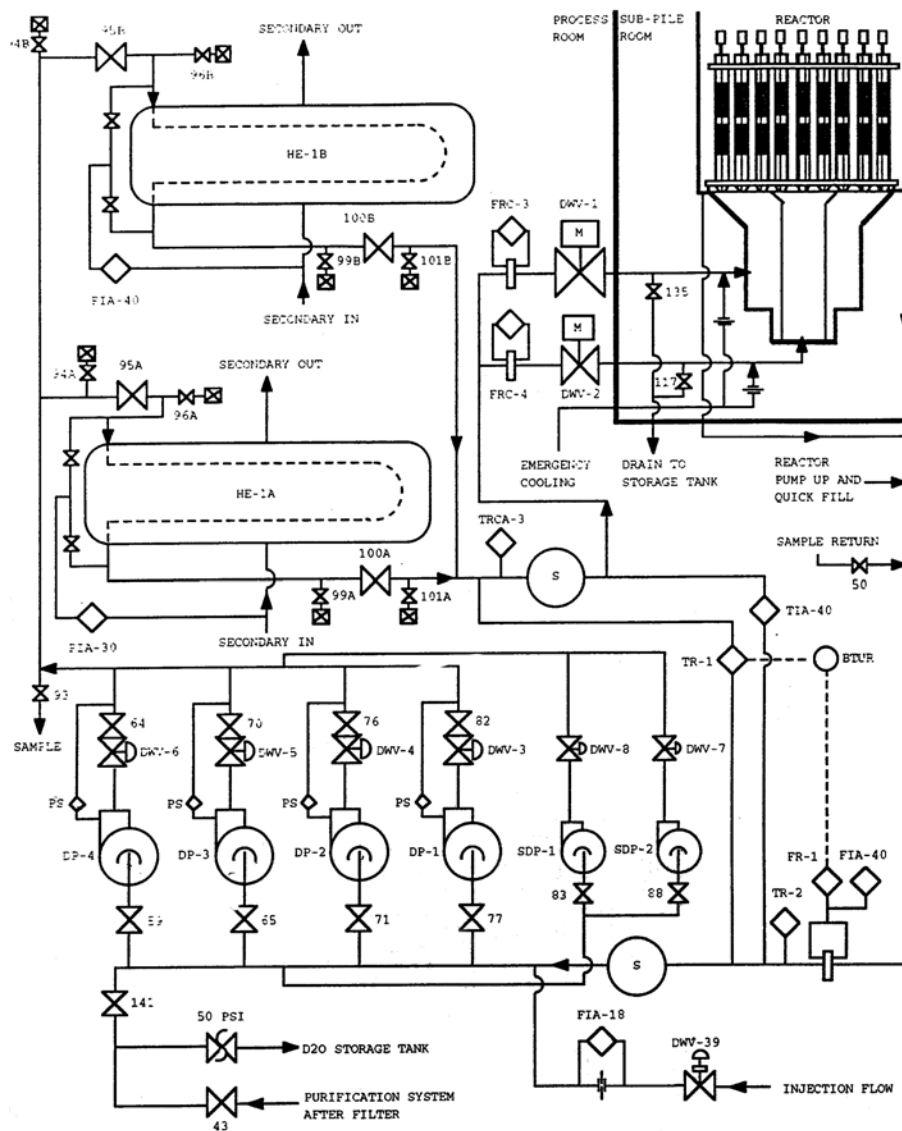 PROCESS ROOM
SUB-PILE ROOM
REACTOR
94B
95B
96B
SECONDARY OUT
HE-1B
100B
99B
101B
FIA-40
SECONDARY IN
FRC-3
DWV-1
M
135
FRC-4
DWV-2
M
117
EMERGENCY
COOLING
DRAIN TO
STORAGE TANK
REACTOR
PUMP UP AND
QUICK FILL
SAMPLE RETURN
50
SECONDARY OUT
94A
95A
96A
HE-1A
100A
99A
101A
FIA-30
SECONDARY IN
TRCA-3
S
TIA-40
TR-1
BTUR
93
SAMPLE
64
DWV-6
PS
DP-4
70
DWV-5
PS
DP-3
65
76
DWV-4
PS
DP-2
71
82
DWV-3
PS
DP-1
77
DWV-8
SDP-1
83
DWV-7
SDP-2
88
FR-1
FIA-40
TR-2
S
141
50 PSI
D2O STORAGE TANK
43
PURIFICATION SYSTEM
AFTER FILTER
FIA-18
DWV-39
INJECTION FLOW